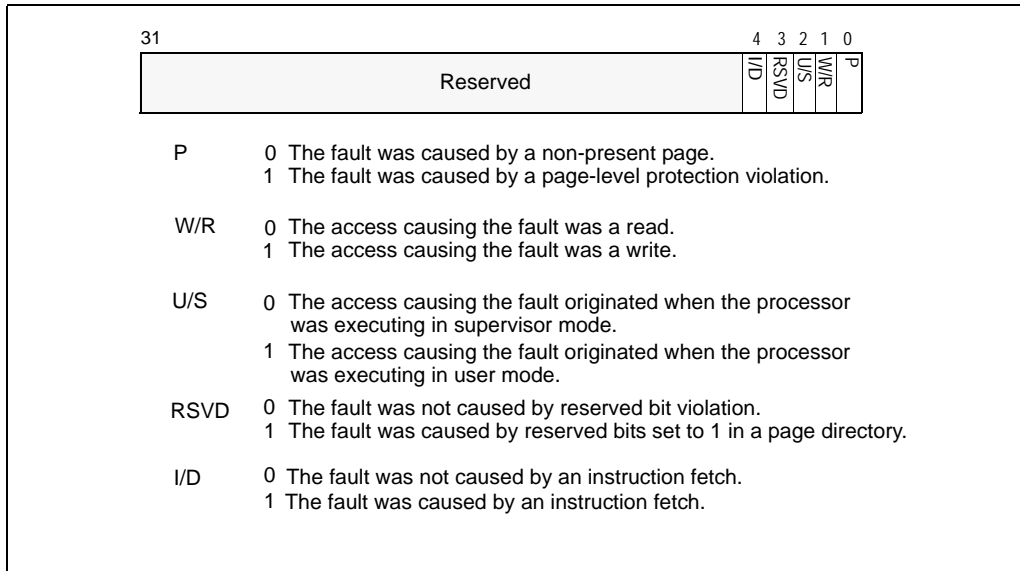 31 4 3 2 1 0
Reserved I/D RSVD U/S W/R P
P 0 The fault was caused by a non-present page.
1 The fault was caused by a page-level protection violation.
W/R 0 The access causing the fault was a read.
1 The access causing the fault was a write.
U/S 0 The access causing the fault originated when the processor
was executing in supervisor mode.
1 The access causing the fault originated when the processor
was executing in user mode.
RSVD 0 The fault was not caused by reserved bit violation.
1 The fault was caused by reserved bits set to 1 in a page directory.
I/D 0 The fault was not caused by an instruction fetch.
1 The fault was caused by an instruction fetch.